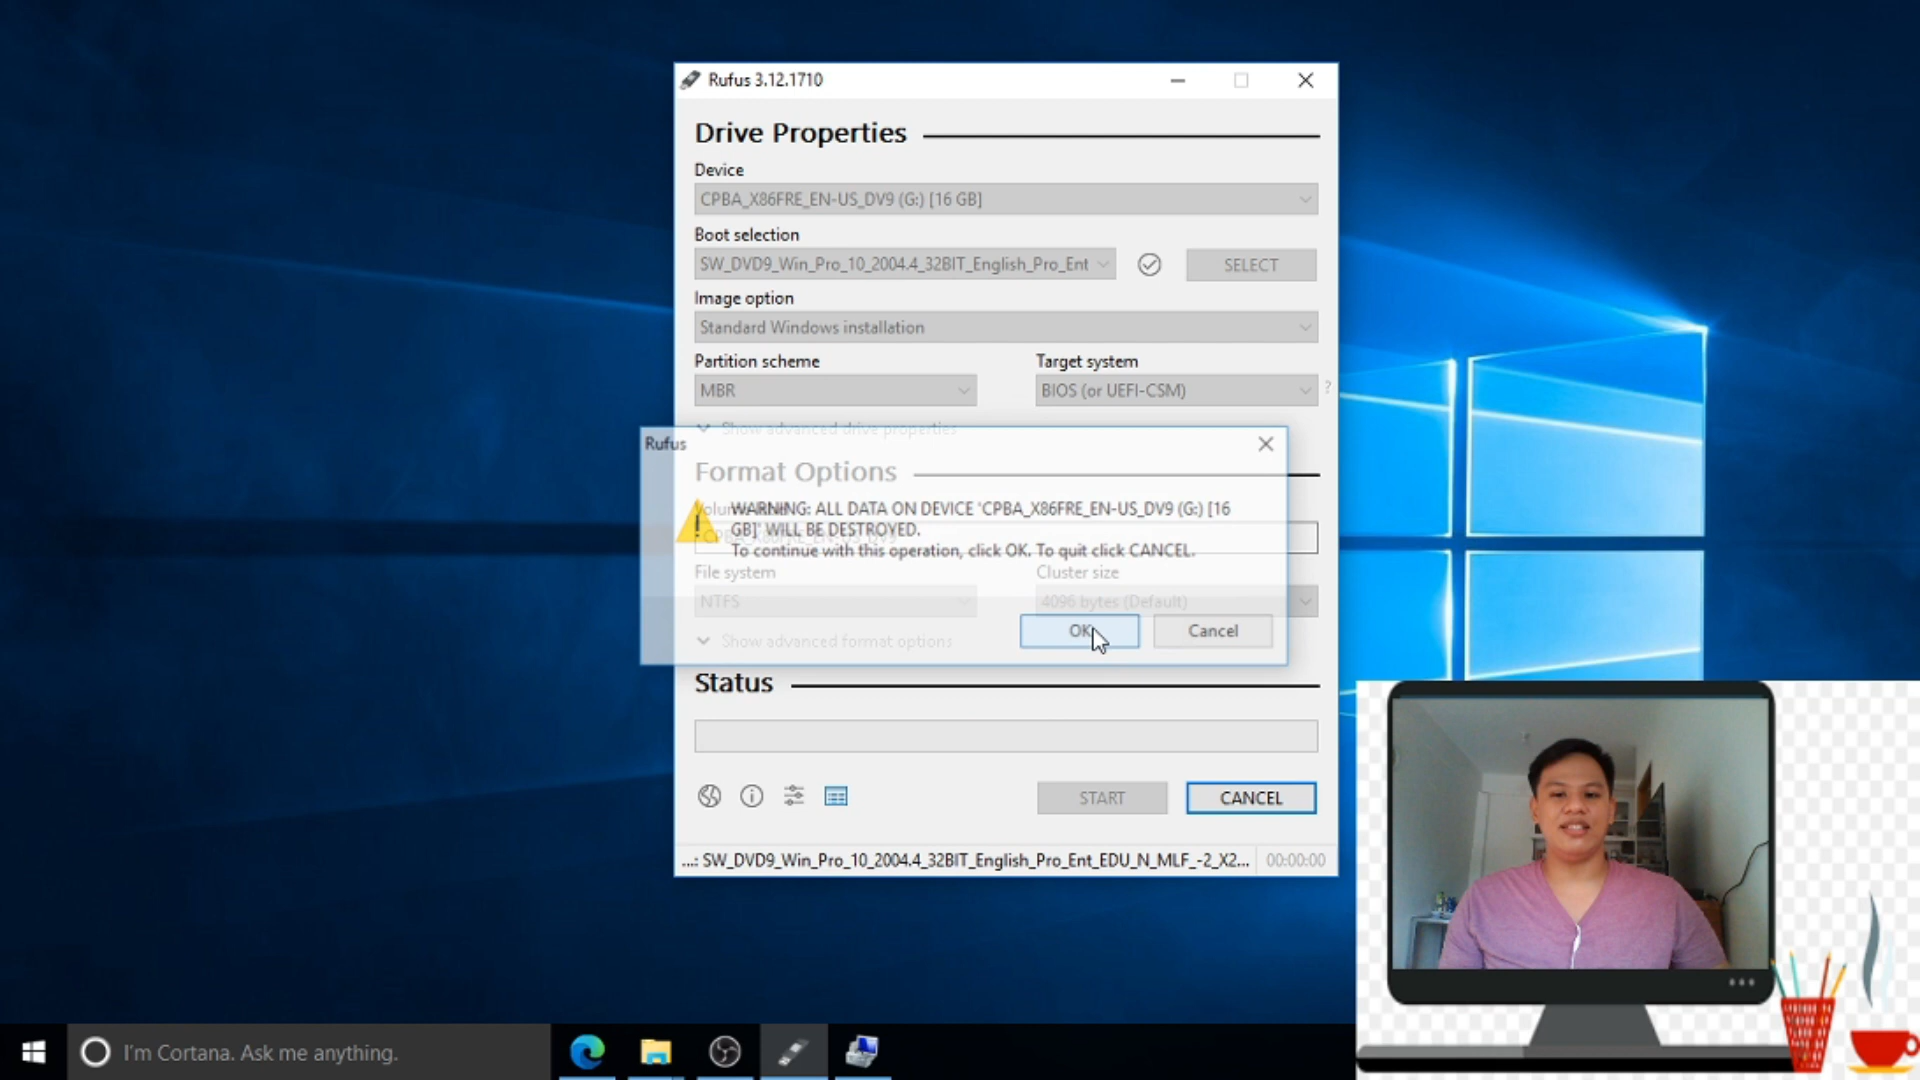 Rufus 3.12.1710
Drive Properties
Device
CPBA_X86FRE_EN-US_DV9 (G:) [16 GB]
Boot selection
SW_DVD9_Win_Pro_10_2004.4_32BIT_English_Pro_Ent
SELECT
Image option
Standard Windows installation
Partition scheme
Target system
MBR
BIOS (or UEFI-CSM)
?
Show advanced drive properties
Rufus
Format Options
WARNING: ALL DATA ON DEVICE 'CPBA_X86FRE_EN-US_DV9 (G:) [16
GB]' WILL BE DESTROYED.
To continue with this operation, click OK. To quit click CANCEL.
File system
Cluster size
NTFS
4096 bytes (Default)
OK
Cancel
Show advanced format options
Status
START
CANCEL
...: SW_DVD9_Win_Pro_10_2004.4_32BIT_English_Pro_Ent_EDU_N_MLF_-2_X2...
00:00:00
I'm Cortana. Ask me anything.